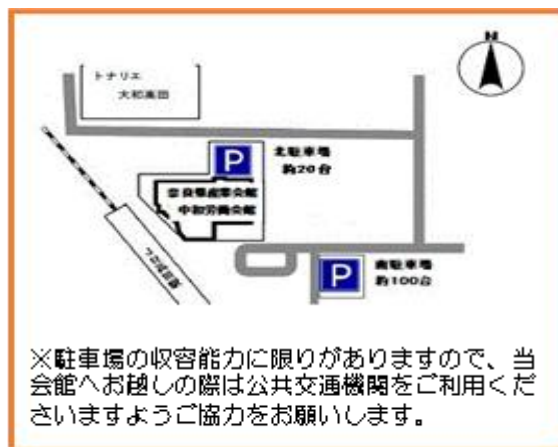 N
トナリエ
大和高田
P
北駐車場
約20台
奈良県産業会館
中和労働会館
P
南駐車場
約100台
※駐車場の収容能力に限りがありますので、当
会館へお越しの際は公共交通機関をご利用くだ
さいますようご協力をお願いします。